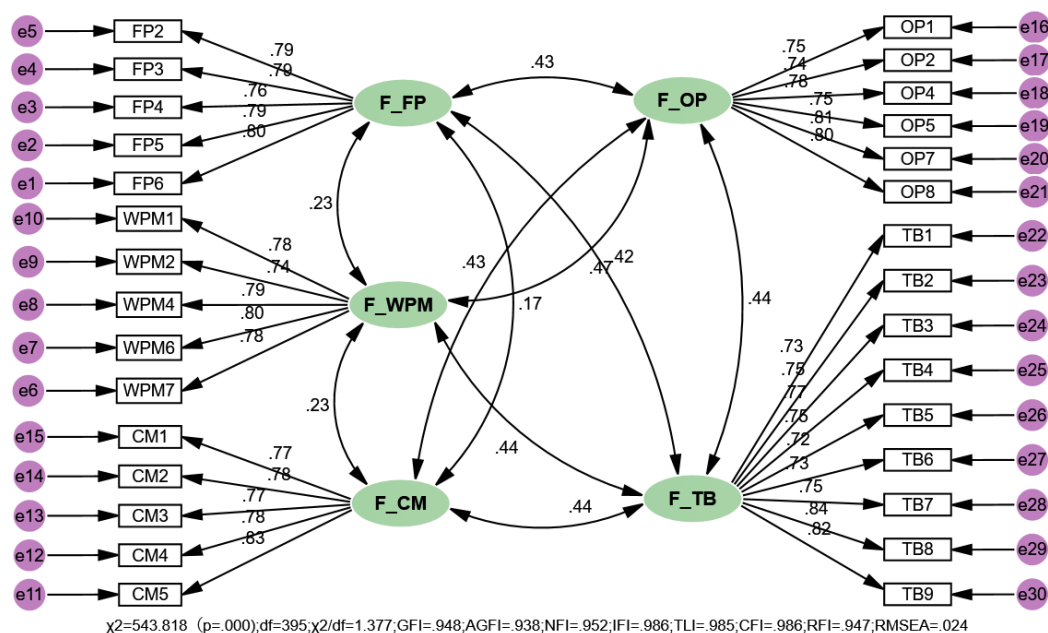 e5 FP2 .79
e4 FP3 .79
e3 FP4 .76
e2 FP5 .79
e1 FP6 .80
e10 WPM1 .78
e9 WPM2 .74
e8 WPM4 .79
e7 WPM6 .80
e6 WPM7 .78
e15 CM1 .77
e14 CM2 .78
e13 CM3 .77
e12 CM4 .78
e11 CM5 .83
F_FP
F_WPM
F_CM
.43
.23
.23
.43
.17
.47
.42
.44
.44
.44
F_OP
F_TB
.75 OP1 e16
.74 OP2 e17
.78 OP4 e18
.75 OP5 e19
.81 OP7 e20
.80 OP8 e21
.73 TB1 e22
.75 TB2 e23
.77 TB3 e24
.75 TB4 e25
.72 TB5 e26
.73 TB6 e27
.75 TB7 e28
.84 TB8 e29
.82 TB9 e30
χ2=543.818（p=.000);df=395;χ2/df=1.377;GFI=.948;AGFI=.938;NFI=.952;IFI=.986;TLI=.985;CFI=.986;RFI=.947;RMSEA=.024